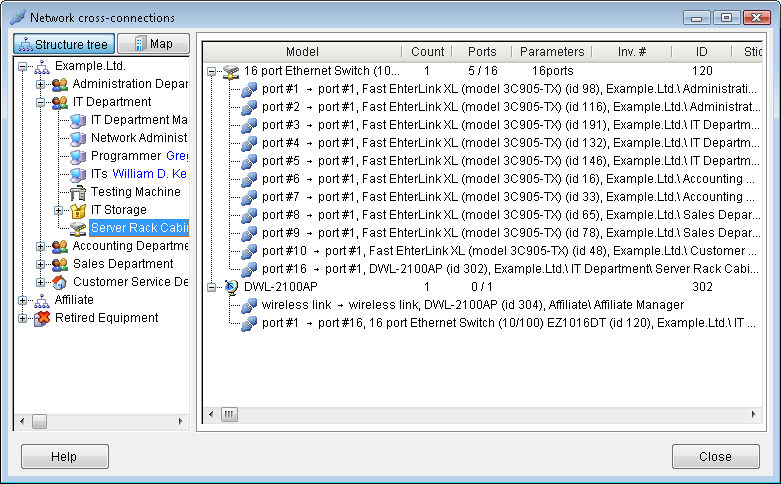 Network cross-connections
Structure tree
Map
Example.Ltd.
Administration Depar
IT Department
IT Department Ma
Network Administ
Programmer Greg
ITs William D. Ke
Testing Machine
IT Storage
Server Rack Cabi
Accounting Departme
Sales Department
Customer Service De
Affiliate
Retired Equipment
Model Count Ports Parameters Inv. # ID Stic
16 port Ethernet Switch (10... 1 5 / 16 16ports 120
port #1 → port #1, Fast EhterLink XL (model 3C905-TX) (id 98), Example.Ltd.\ Administrati...
port #2 → port #1, Fast EhterLink XL (model 3C905-TX) (id 116), Example.Ltd.\ Administrat...
port #3 → port #1, Fast EhterLink XL (model 3C905-TX) (id 191), Example.Ltd.\ IT Departm...
port #4 → port #1, Fast EhterLink XL (model 3C905-TX) (id 132), Example.Ltd.\ IT Departm...
port #5 → port #1, Fast EhterLink XL (model 3C905-TX) (id 146), Example.Ltd.\ IT Departm...
port #6 → port #1, Fast EhterLink XL (model 3C905-TX) (id 16), Example.Ltd.\ Accounting ...
port #7 → port #1, Fast EhterLink XL (model 3C905-TX) (id 33), Example.Ltd.\ Accounting ...
port #8 → port #1, Fast EhterLink XL (model 3C905-TX) (id 65), Example.Ltd.\ Sales Depar...
port #9 → port #1, Fast EhterLink XL (model 3C905-TX) (id 78), Example.Ltd.\ Sales Depar...
port #10 → port #1, Fast EhterLink XL (model 3C905-TX) (id 48), Example.Ltd.\ Customer ...
port #16 → port #1, DWL-2100AP (id 302), Example.Ltd.\ IT Department\ Server Rack Cabi...
DWL-2100AP 1 0 / 1 302
wireless link → wireless link, DWL-2100AP (id 304), Affiliate\ Affiliate Manager
port #1 → port #16, 16 port Ethernet Switch (10/100) EZ1016DT (id 120), Example.Ltd.\ IT ...
Help
Close